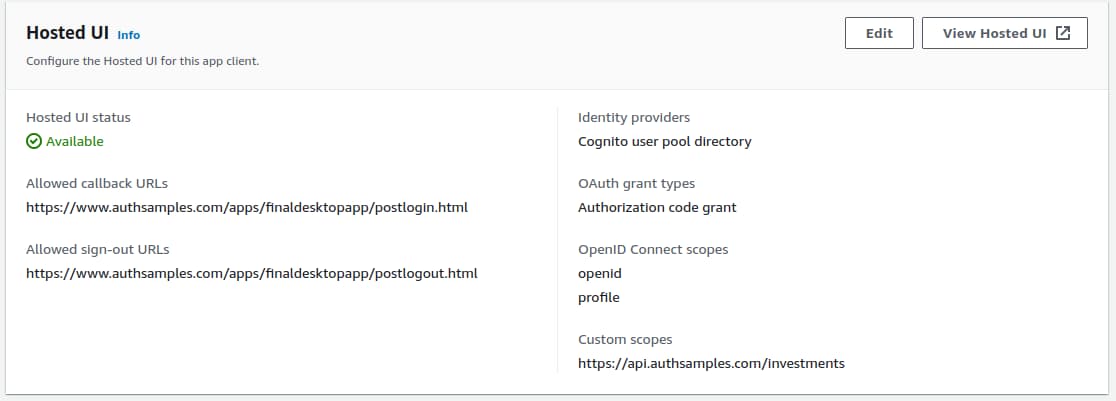 Hosted UI Info
Edit
View Hosted UI
Configure the Hosted UI for this app client.
Hosted UI status
Available
Allowed callback URLs
https://www.authsamples.com/apps/finaldesktopapp/postlogin.html
Allowed sign-out URLs
https://www.authsamples.com/apps/finaldesktopapp/postlogout.html
Identity providers
Cognito user pool directory
OAuth grant types
Authorization code grant
OpenID Connect scopes
openid
profile
Custom scopes
https://api.authsamples.com/investments